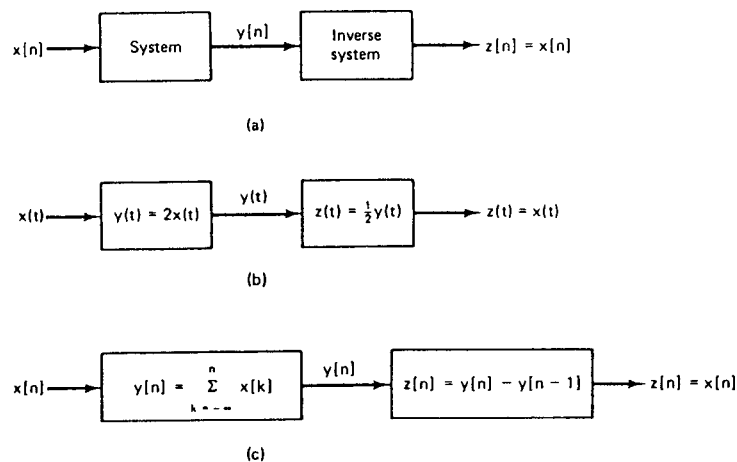 x[n] System y[n] Inverse system z[n] = x[n]
(a)
x(t) y(t) = 2x(t) y(t) z(t) = ½y(t) z(t) = x(t)
(b)
x[n] y[n] = n Σ k = -∞ x[k] y[n] z[n] = y[n] - y[n - 1] z[n] = x[n]
(c)